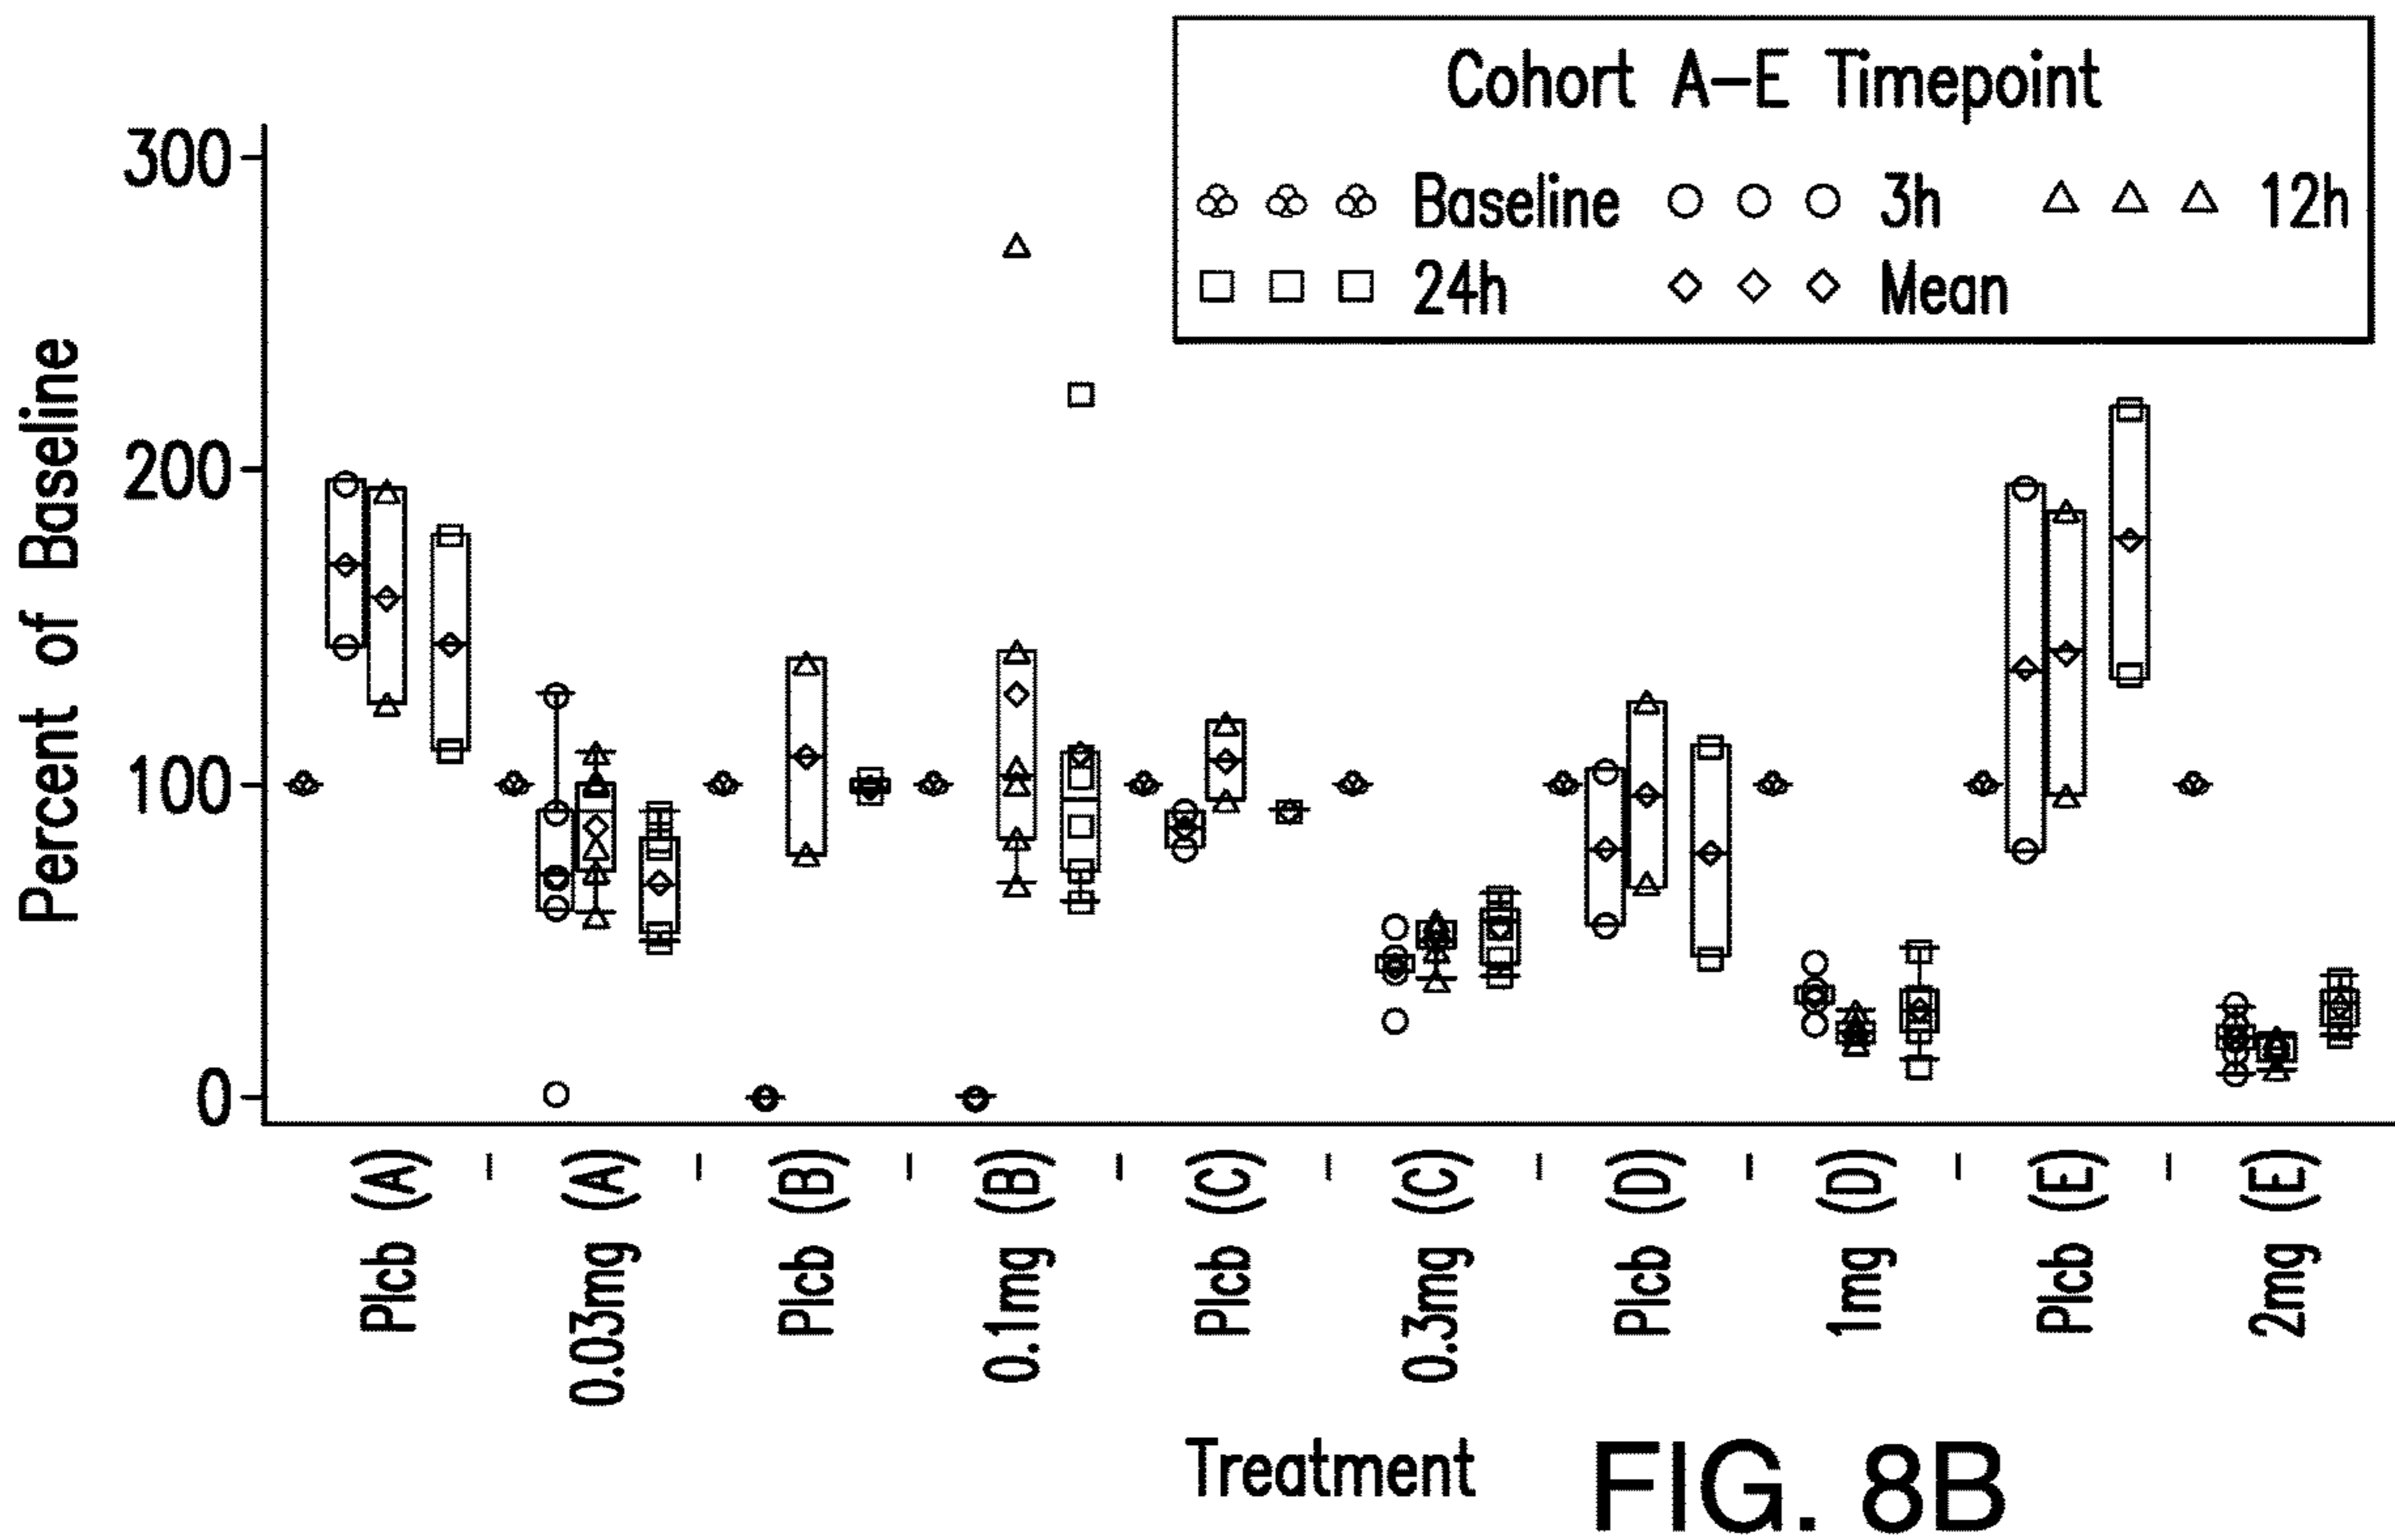 Cohort A-E Timepoint
Baseline 3h 12h
24h Mean
Percent of Baseline
300
200
100
0
Plcb (A)
0.03mg (A)
Plcb (B)
0.1mg (B)
Plcb (C)
0.3mg (C)
Plcb (D)
1mg (D)
Plcb (E)
2mg (E)
Treatment
FIG. 8B